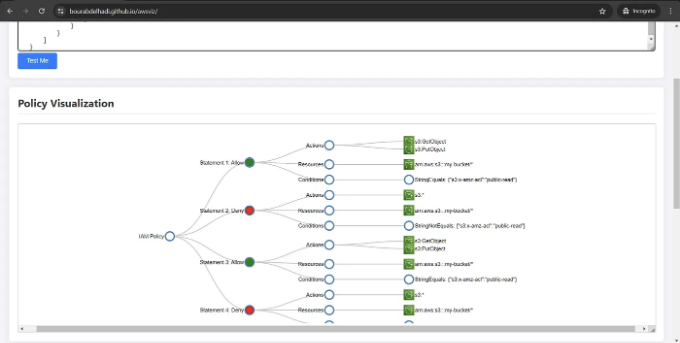 bourabdelhadi.github.io/awsviz/
Incognito
}
}
]
}
Test Me
Policy Visualization
IAM Policy
Statement 1: Allow
Actions
s3:GetObject
s3:PutObject
Resources
arn:aws:s3:::my-bucket/*
Conditions
StringEquals: {"s3:x-amz-acl":"public-read"}
Statement 2: Deny
Actions
s3:*
Resources
arn:aws:s3:::my-bucket/*
Conditions
StringNotEquals: {"s3:x-amz-acl":"public-read"}
Statement 3: Allow
Actions
s3:GetObject
s3:PutObject
Resources
arn:aws:s3:::my-bucket/*
Conditions
StringEquals: {"s3:x-amz-acl":"public-read"}
Statement 4: Deny
Actions
s3:*
Resources
arn:aws:s3:::my-bucket/*